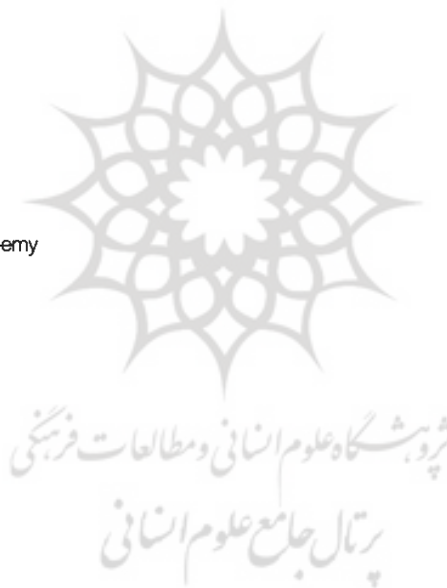 -emy
پژوهشگاه علوم انسانی و مطالعات فرهنگی
پرتال جامع علوم انسانی